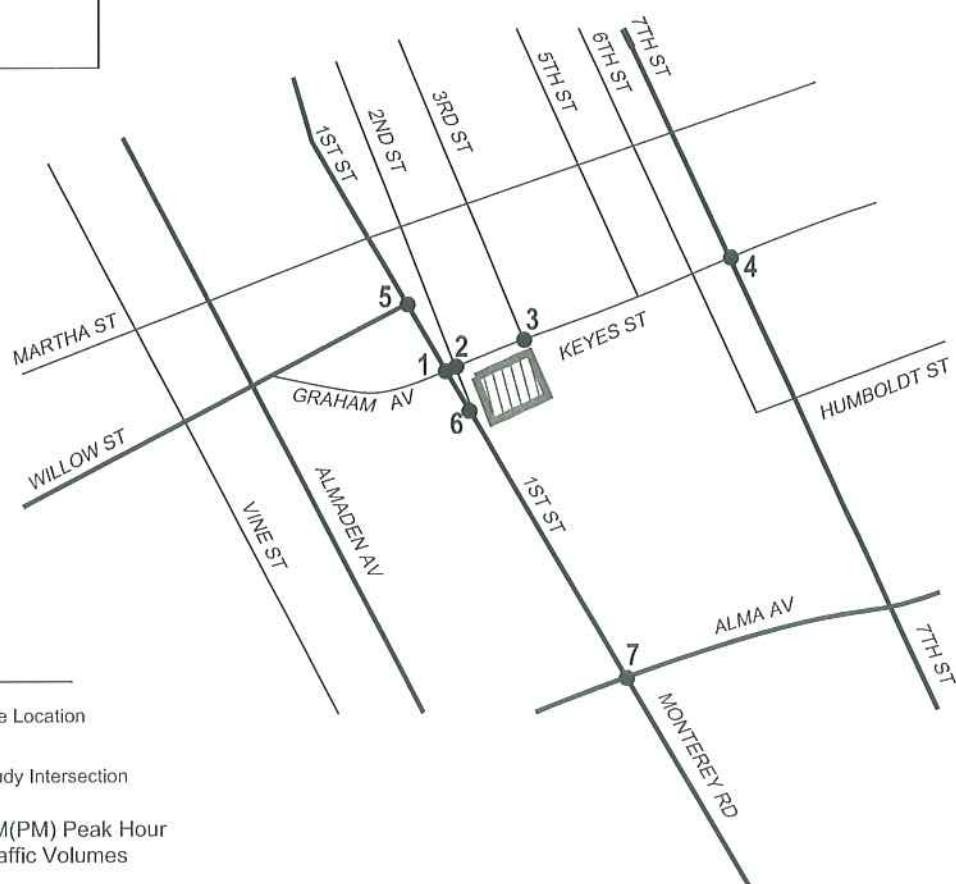 7TH ST
6TH ST
5TH ST
3RD ST
2ND ST
1ST ST
MARTHA ST
5
4
3
2
1
6
KEYES ST
GRAHAM AV
HUMBOLDT ST
WILLOW ST
ALMADEN AV
VINE ST
1ST ST
ALMA AV
7
7TH ST
MONTEREY RD
Location
Intersection
(PM) Peak Hour
Volumes